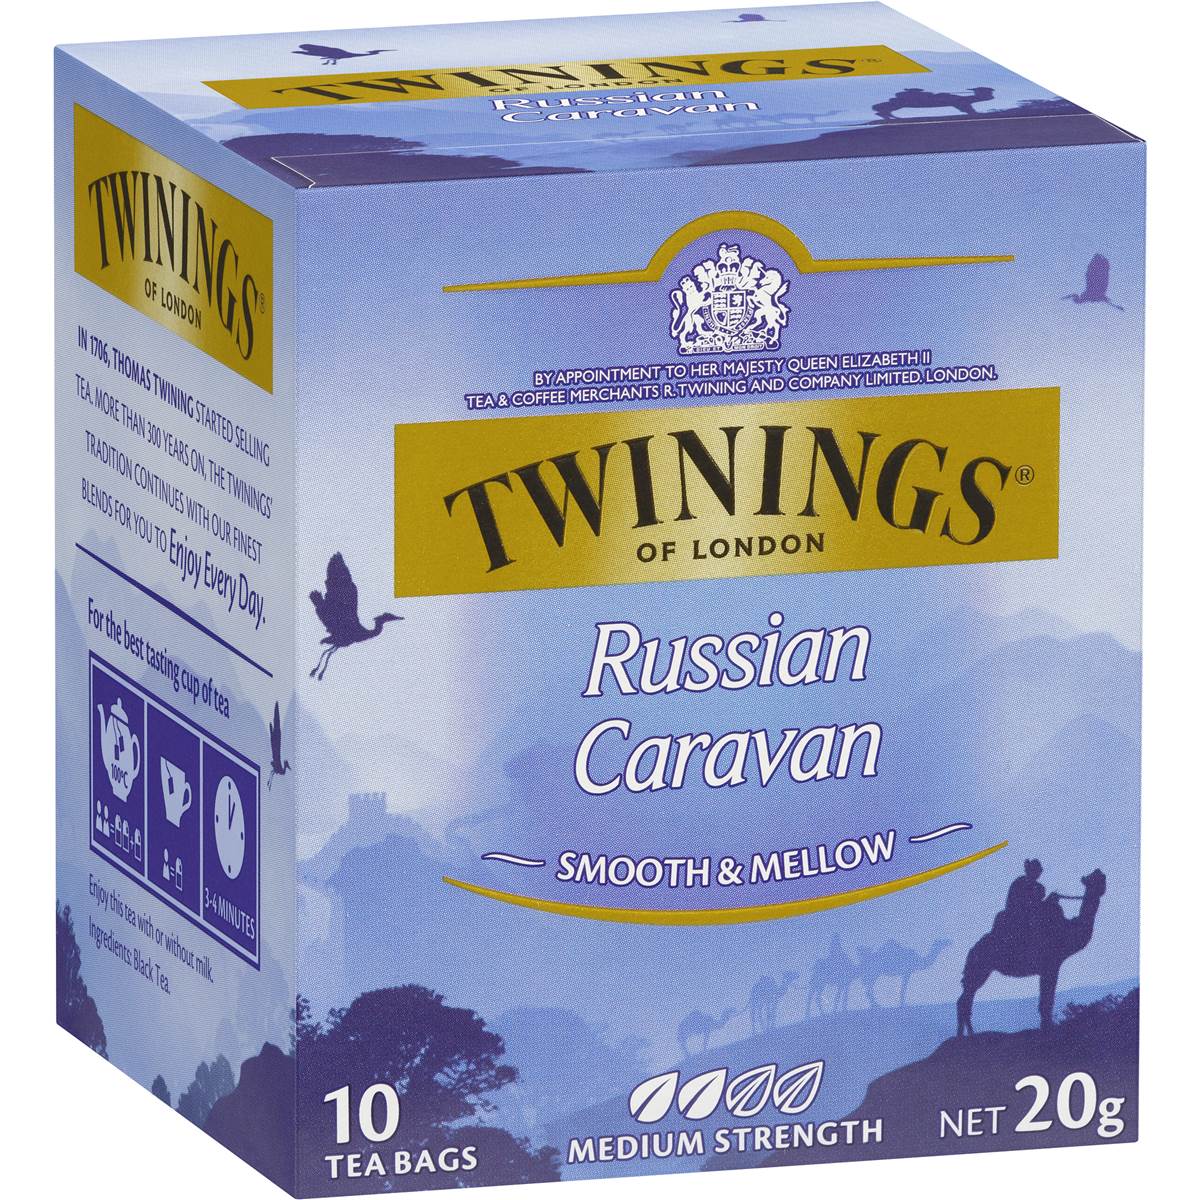 TWININGS®
OF LONDON
Russian
Caravan
TWININGS®
OF LONDON
IN 1706, THOMAS TWINING STARTED SELLING
TEA. MORE THAN 300 YEARS ON, THE TWININGS'
TRADITION CONTINUES WITH OUR FINEST
BLENDS FOR YOU TO Enjoy Every Day.
For the best tasting cup of tea
100°C
3-4 MINUTES
Enjoy this tea with or without milk.
Ingredients: Black Tea.
BY APPOINTMENT TO HER MAJESTY QUEEN ELIZABETH II
TEA & COFFEE MERCHANTS R. TWINING AND COMPANY LIMITED. LONDON.
TWININGS®
OF LONDON
Russian
Caravan
SMOOTH & MELLOW
10
TEA BAGS
MEDIUM STRENGTH
NET 20g